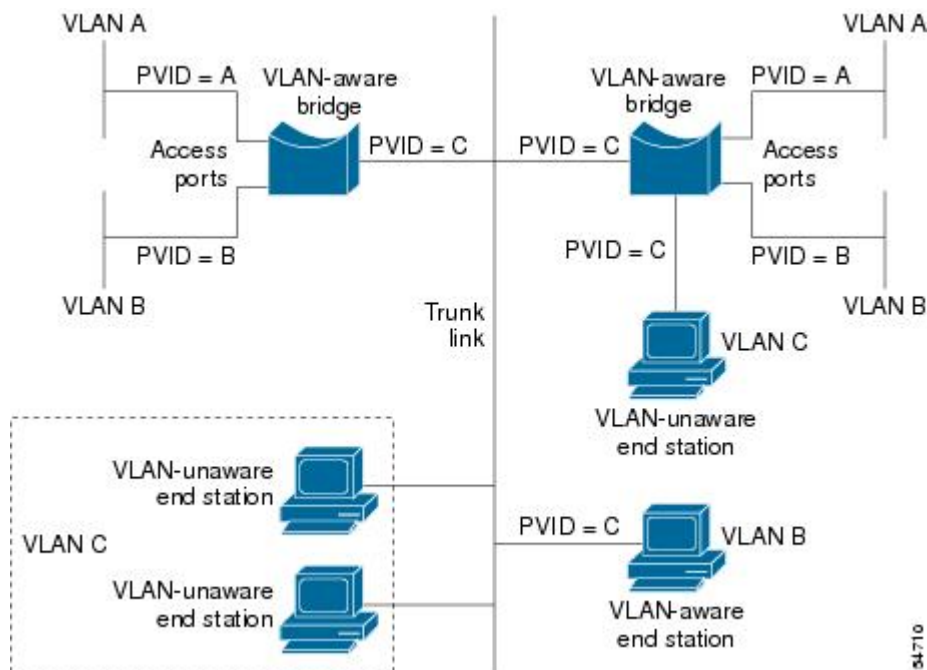 VLAN A
VLAN A
PVID = A
VLAN-aware
bridge
VLAN-aware
bridge
PVID = A
Access
ports
PVID = C
PVID = C
Access
ports
PVID = B
PVID = C
PVID = B
VLAN B
VLAN B
Trunk
link
VLAN C
VLAN-unaware
end station
VLAN-unaware
end station
VLAN C
PVID = C
VLAN B
VLAN-unaware
end station
VLAN-aware
end station
54710